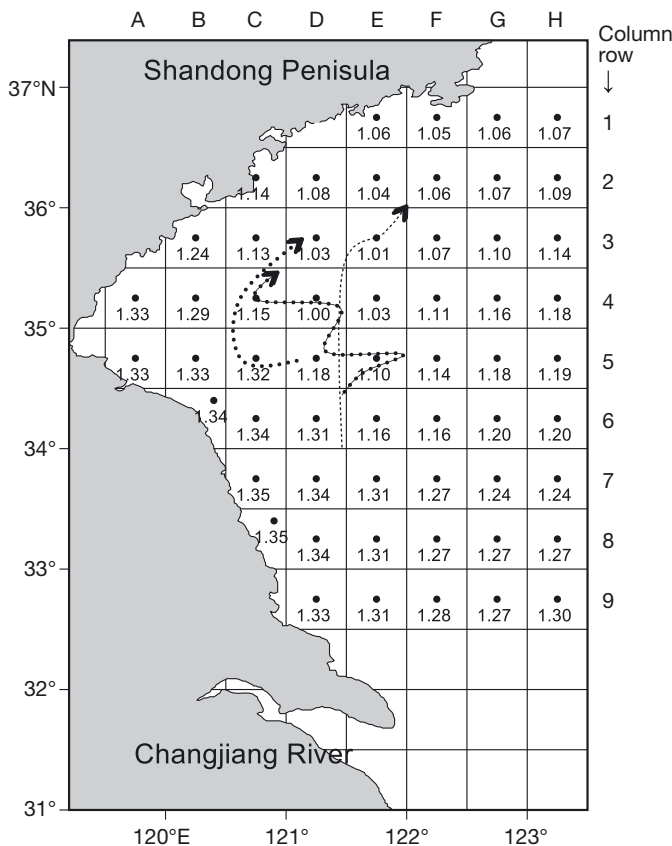 A B C D E F G H
Column
row
↓
Shandong Penisula
37°N
1.06 1.05 1.06 1.07 1
1.14 1.08 1.04 1.06 1.07 1.09 2
36°
1.24 1.13 1.03 1.01 1.07 1.10 1.14 3
1.33 1.29 1.15 1.00 1.03 1.11 1.16 1.18 4
35°
1.33 1.33 1.32 1.18 1.10 1.14 1.18 1.19 5
1.34
1.34 1.31 1.16 1.16 1.20 1.20 6
34°
1.35 1.34 1.31 1.27 1.24 1.24 7
1.35
1.34 1.31 1.27 1.27 1.27 8
33°
1.33 1.31 1.28 1.27 1.30 9
32°
Changjiang River
31°
120°E 121° 122° 123°